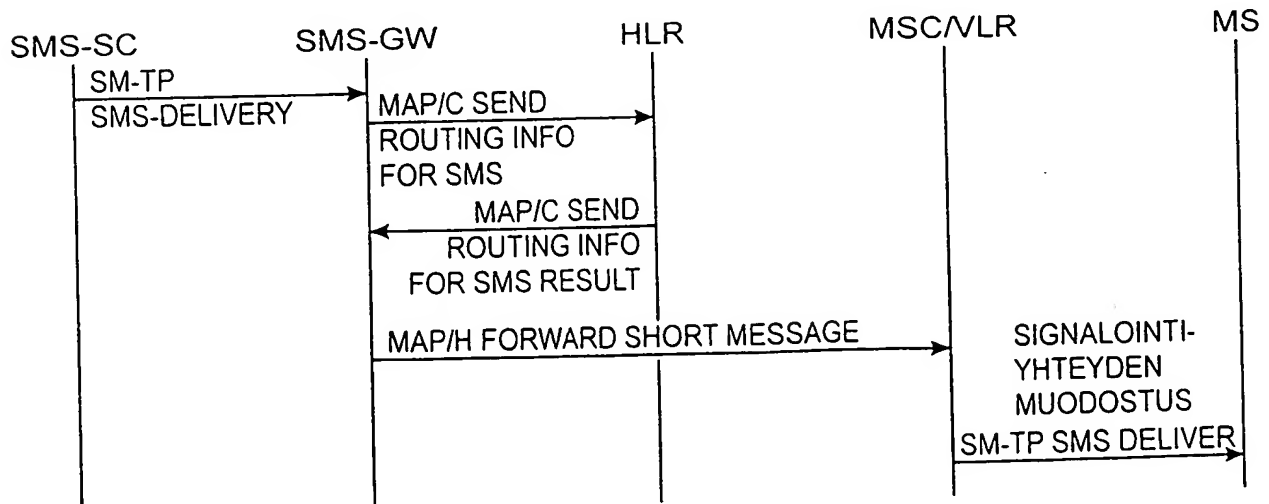 SMS-SC
SMS-GW
HLR
MSC/VLR
MS
SM-TP
SMS-DELIVERY
MAP/C SEND
ROUTING INFO
FOR SMS
MAP/C SEND
ROUTING INFO
FOR SMS RESULT
MAP/H FORWARD SHORT MESSAGE
SIGNALOINTI-
YHTEYDEN
MUODOSTUS
SM-TP SMS DELIVER